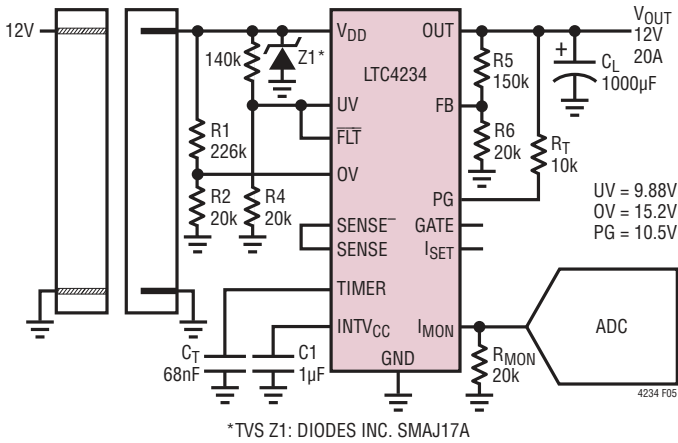 12V
140k
Z1*
R1
226k
R2
20k
R4
20k
LTC4234
VDD
UV
FLT
OV
SENSE–
SENSE
TIMER
INTVCC
GND
OUT
FB
PG
GATE
ISET
IMON
CT
68nF
C1
1µF
R5
150k
R6
20k
RT
10k
VOUT
12V
20A
+
CL
1000µF
UV = 9.88V
OV = 15.2V
PG = 10.5V
RMON
20k
ADC
4234 F05
*TVS Z1: DIODES INC. SMAJ17A